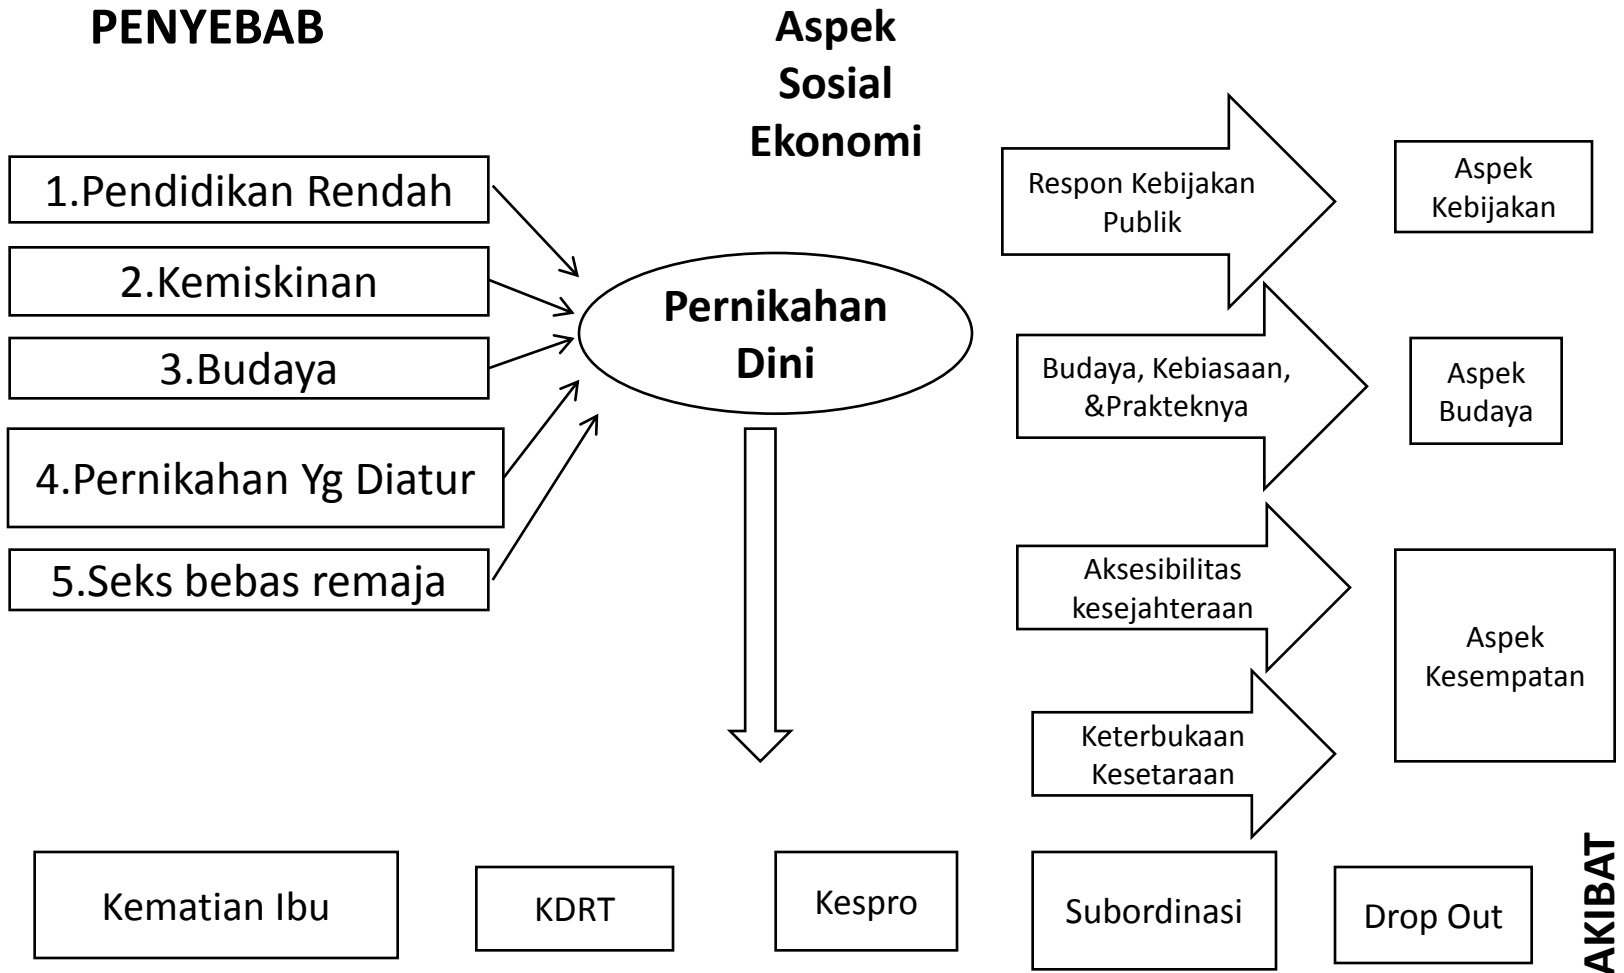 PENYEBAB
Aspek
Sosial
Ekonomi
1.Pendidikan Rendah
2.Kemiskinan
3.Budaya
4.Pernikahan Yg Diatur
5.Seks bebas remaja
Pernikahan
Dini
Respon Kebijakan
Publik
Aspek
Kebijakan
Budaya, Kebiasaan,
&Prakteknya
Aspek
Budaya
Aksesibilitas
kesejahteraan
Keterbukaan
Kesetaraan
Aspek
Kesempatan
Kematian Ibu
KDRT
Kespro
Subordinasi
Drop Out
AKIBAT